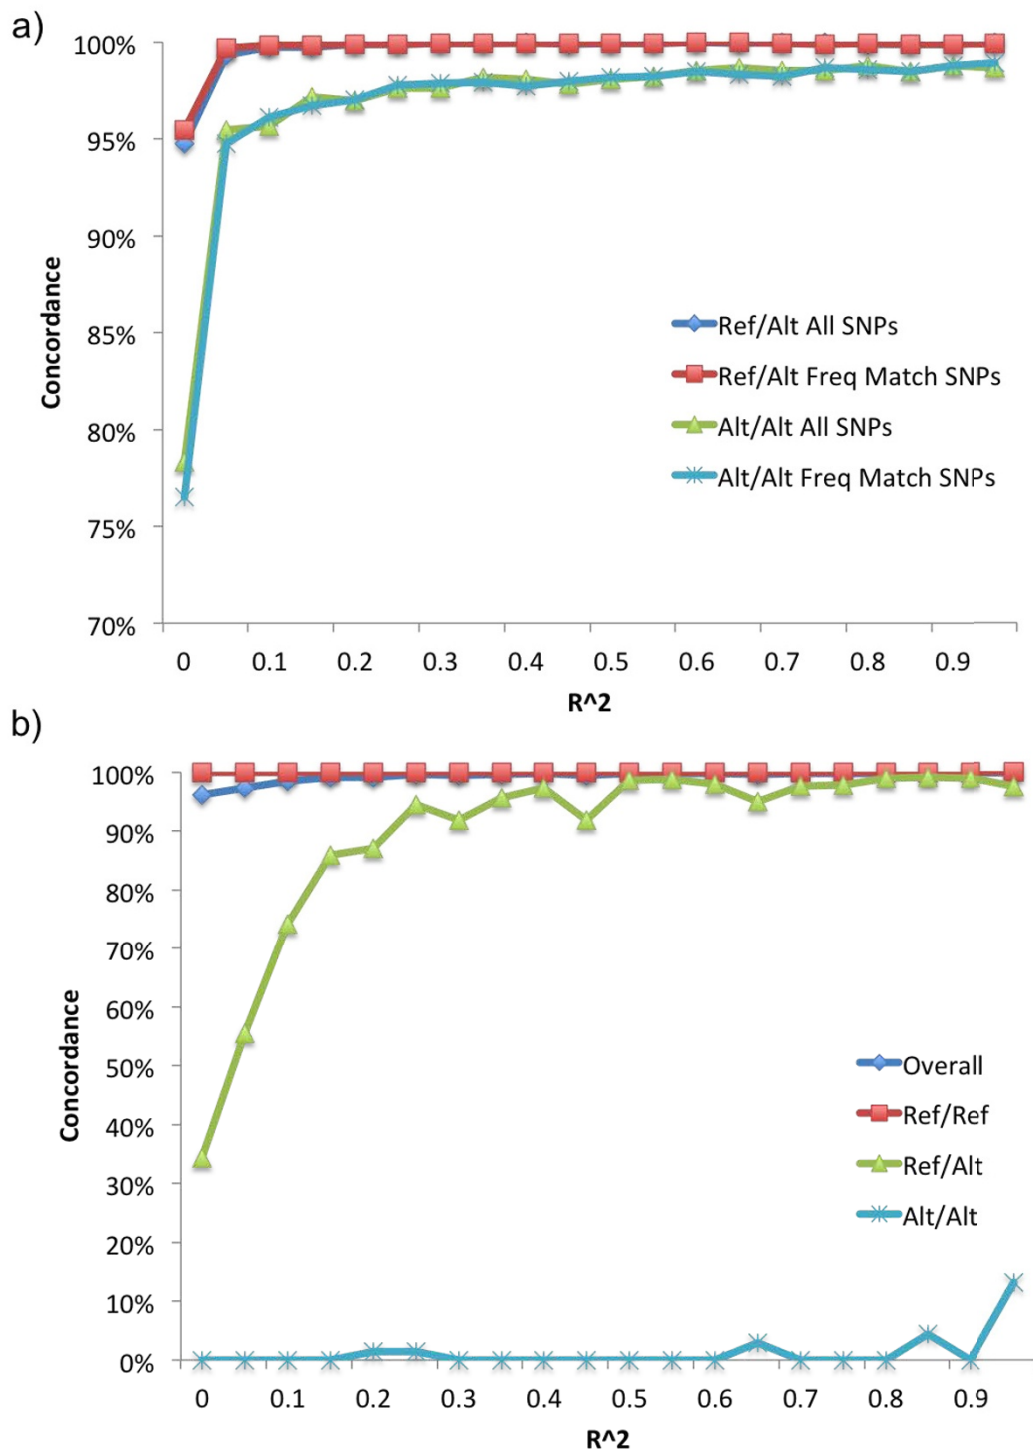 a)
100%
95%
90%
85%
80%
75%
70%
Concordance
Ref/Alt All SNPs
Ref/Alt Freq Match SNPs
Alt/Alt All SNPs
Alt/Alt Freq Match SNPs
0 0.1 0.2 0.3 0.4 0.5 0.6 0.7 0.8 0.9
R^2
b)
100%
90%
80%
70%
60%
50%
40%
30%
20%
10%
0%
Concordance
Overall
Ref/Ref
Ref/Alt
Alt/Alt
0 0.1 0.2 0.3 0.4 0.5 0.6 0.7 0.8 0.9
R^2